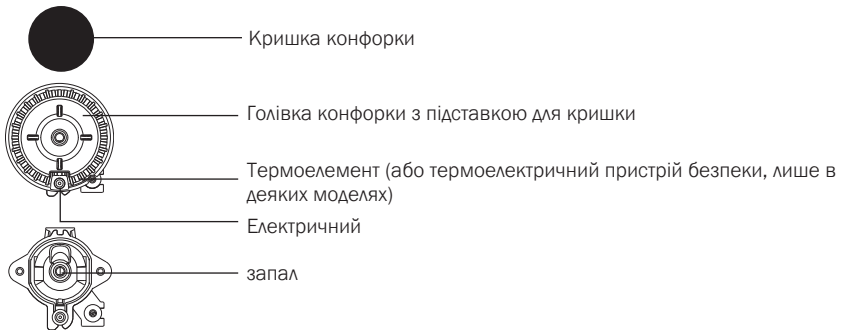 Кришка конфорки
Голівка конфорки з підставкою для кришки
Термоелемент (або термоелектричний пристрій безпеки, лише в
деяких моделях)
Електричний
запал